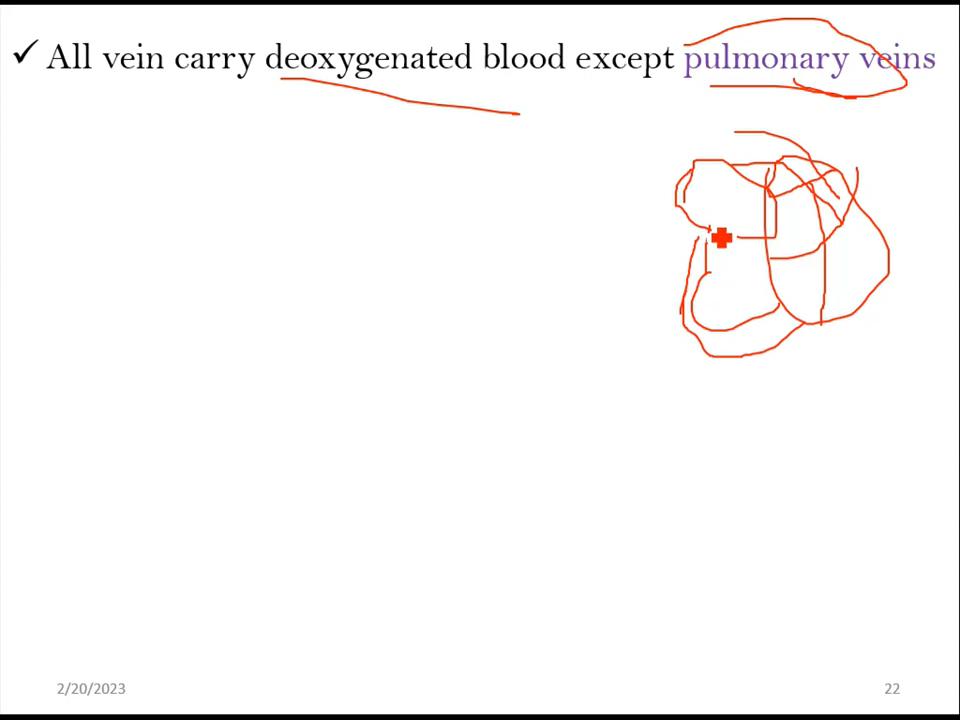 ✓ All vein carry deoxygenated blood except pulmonary veins
2/20/2023
22